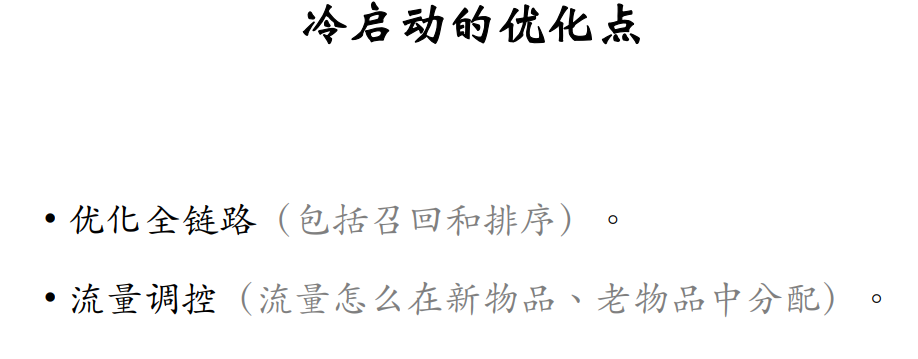 冷启动的优化点
• 优化全链路（包括召回和排序）。
• 流量调控（流量怎么在新物品、老物品中分配）。